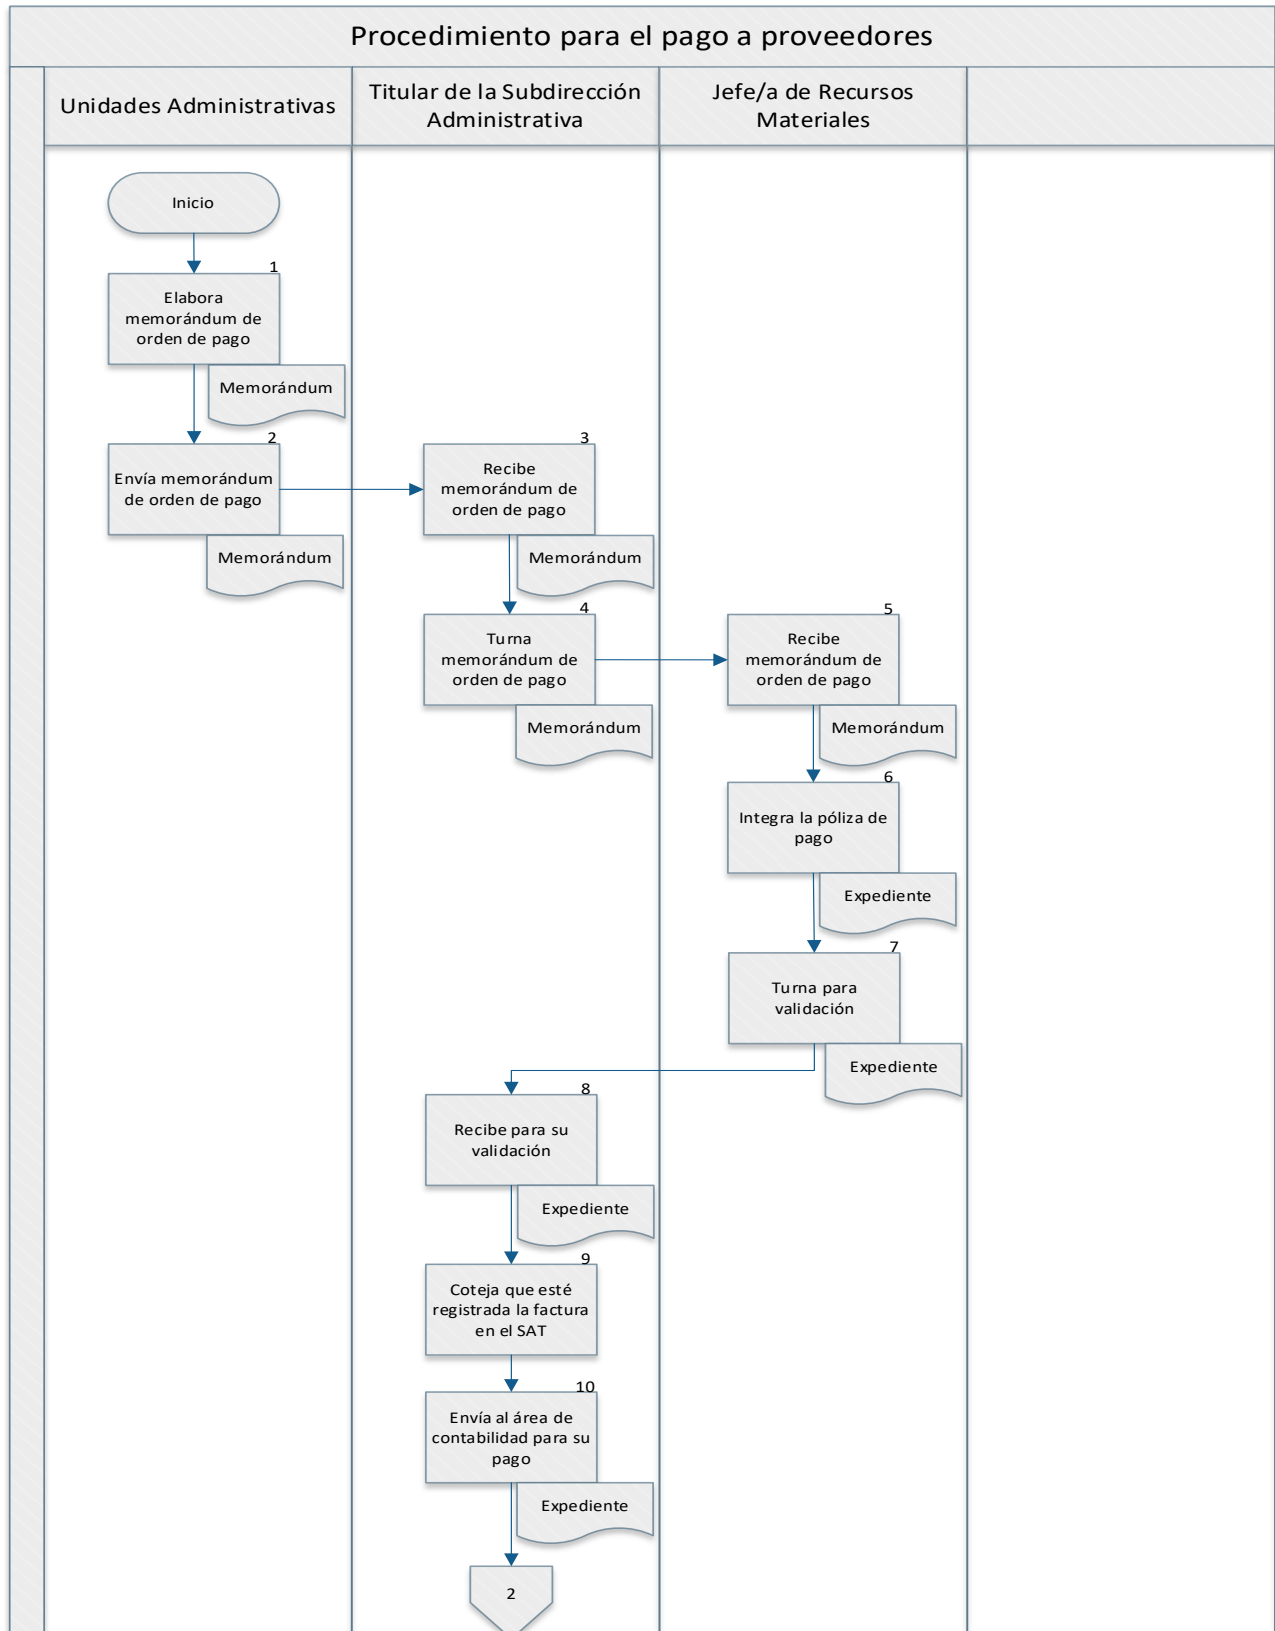 Procedimiento para el pago a proveedores
Unidades Administrativas
Titular de la Subdirección
Administrativa
Jefe/a de Recursos
Materiales
Inicio
1
Elabora
memorándum de
orden de pago
Memorándum
2
Envía memorándum
de orden de pago
Memorándum
3
Recibe
memorándum de
orden de pago
Memorándum
4
Turna
memorándum de
orden de pago
Memorándum
5
Recibe
memorándum de
orden de pago
Memorándum
6
Integra la póliza de
pago
Expediente
7
Turna para
validación
Expediente
8
Recibe para su
validación
Expediente
9
Coteja que esté
registrada la factura
en el SAT
10
Envía al área de
contabilidad para su
pago
Expediente
2